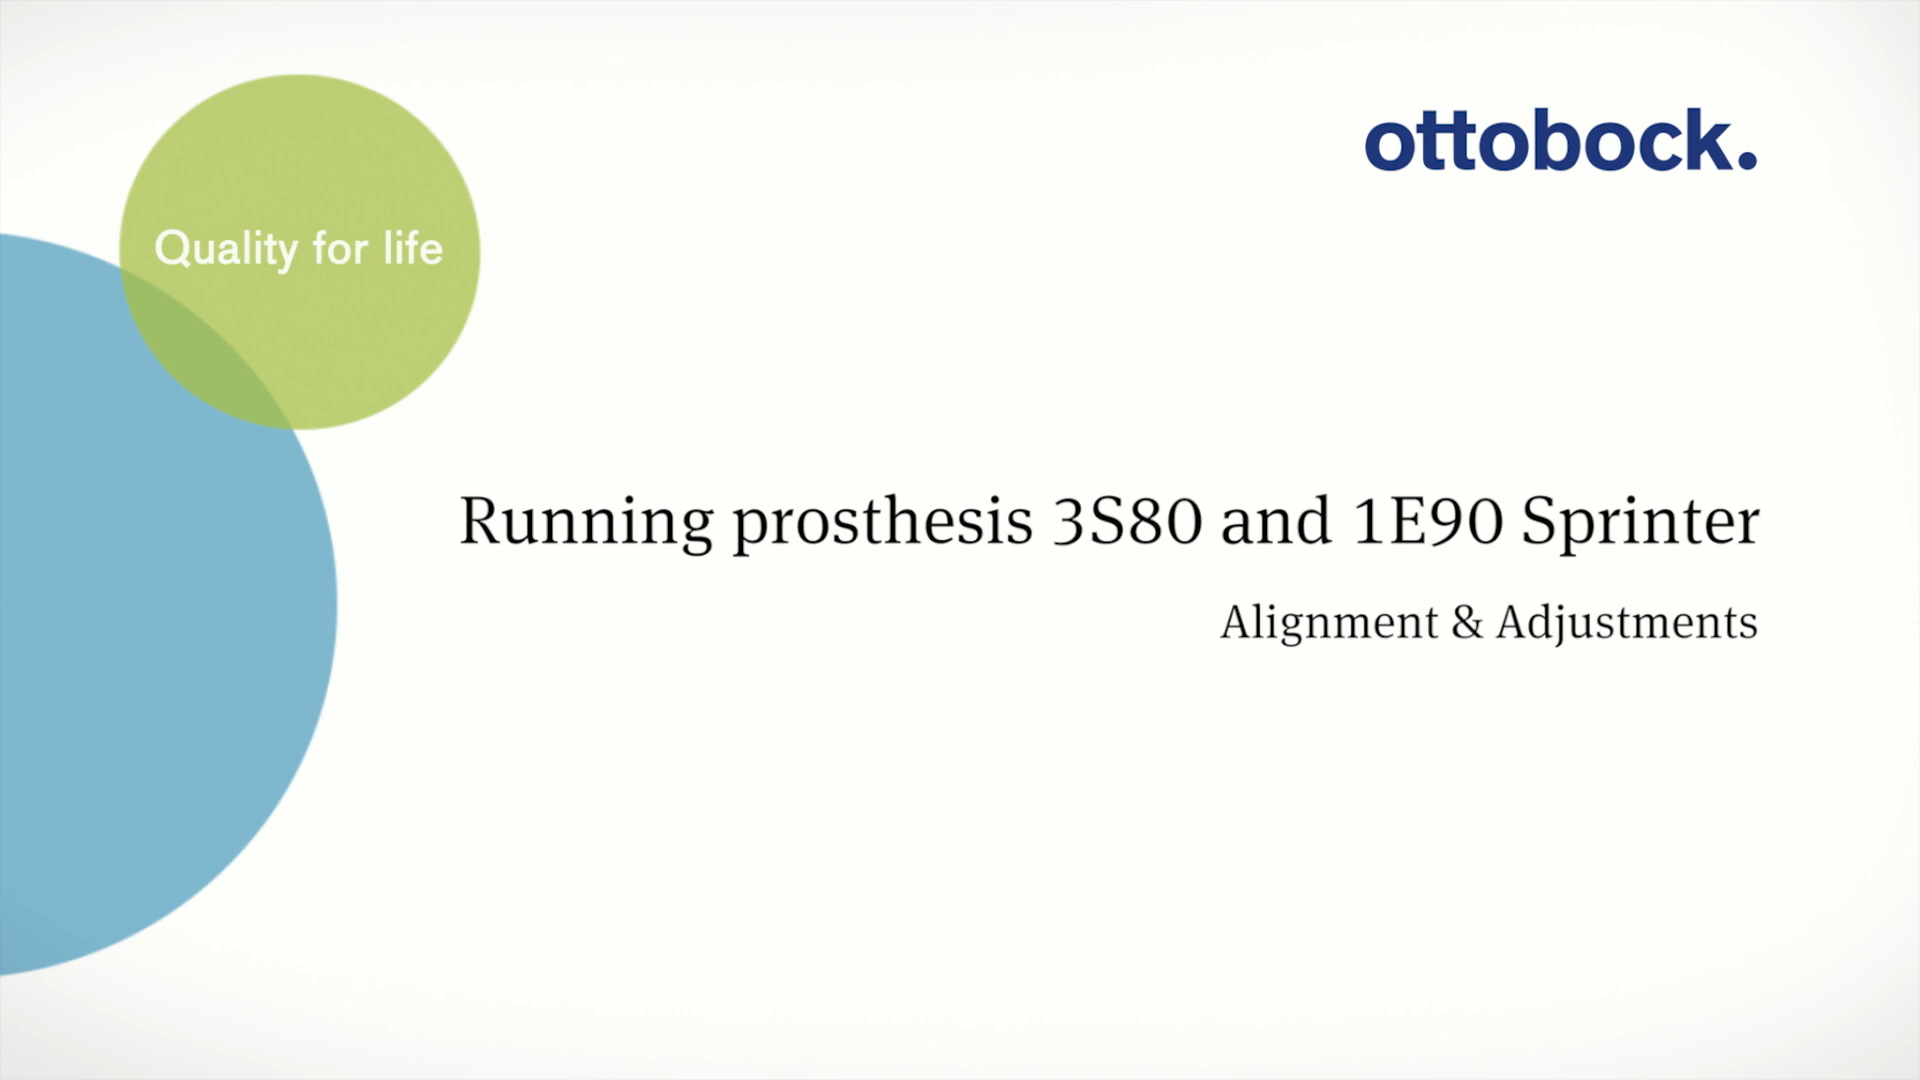 ottobock.
Quality for life
Running prosthesis 3S80 and 1E90 Sprinter
Alignment & Adjustments